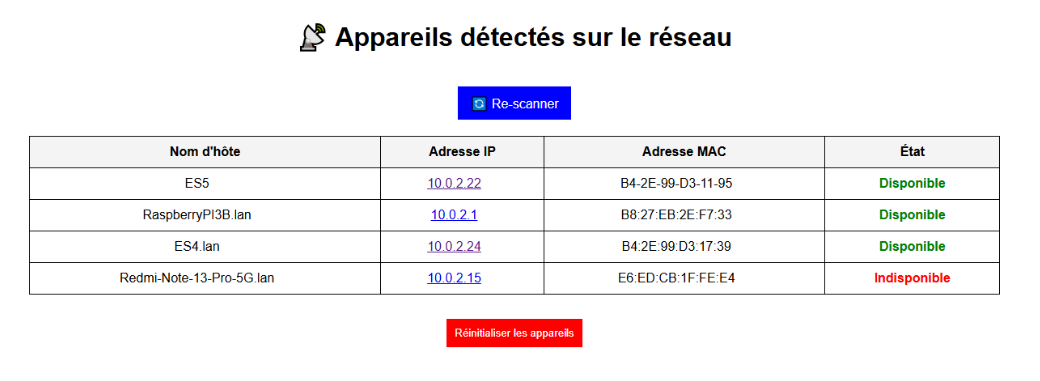 Appareils détectés sur le réseau
Re-scanner
Nom d'hôte Adresse IP Adresse MAC État
ES5 10.0.2.22 B4-2E-99-D3-11-95 Disponible
RaspberryPI3B.lan 10.0.2.1 B8:27:EB:2E:F7:33 Disponible
ES4.lan 10.0.2.24 B4:2E:99:D3:17:39 Disponible
Redmi-Note-13-Pro-5G.lan 10.0.2.15 E6:ED:CB:1F:FE:E4 Indisponible
Réinitialiser les appareils